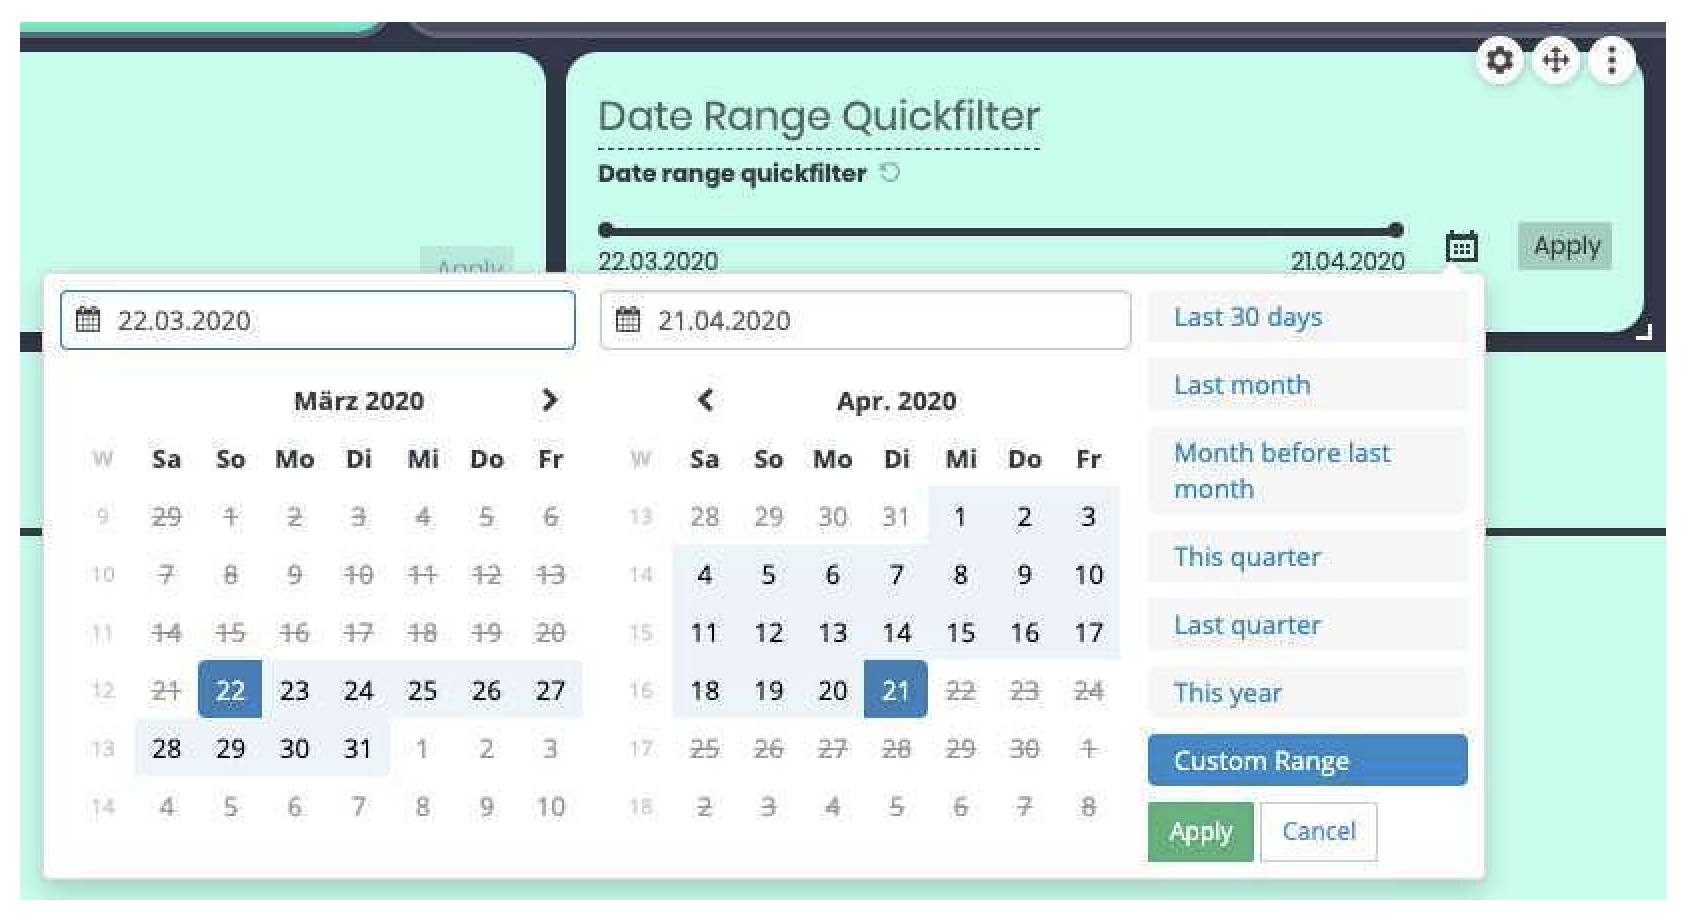 Date Range Quickfilter
Date range quickfilter
22.03.2020 21.04.2020 Apply
Apply
22.03.2020
21.04.2020
März 2020
W Sa So Mo Di Mi Do Fr
9 29 1 2 3 4 5 6
10 7 8 9 10 11 12 13
11 14 15 16 17 18 19 20
12 21 22 23 24 25 26 27
13 28 29 30 31 1 2 3
14 4 5 6 7 8 9 10
Apr. 2020
W Sa So Mo Di Mi Do Fr
13 28 29 30 31 1 2 3
14 4 5 6 7 8 9 10
15 11 12 13 14 15 16 17
16 18 19 20 21 22 23 24
17 25 26 27 28 29 30 1
18 2 3 4 5 6 7 8
Last 30 days
Last month
Month before last
month
This quarter
Last quarter
This year
Custom Range
Apply Cancel